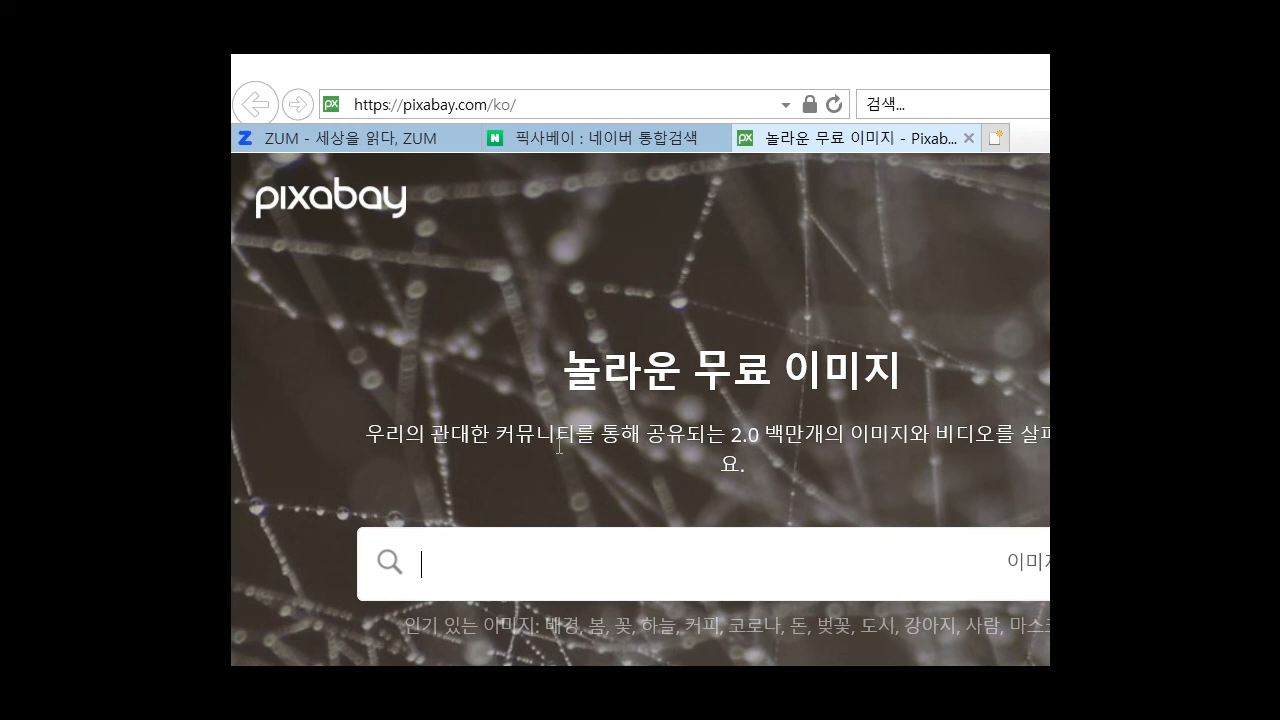 https://pixabay.com/ko/
검색...
ZUM - 세상을 읽다, ZUM
픽사베이 : 네이버 통합검색
놀라운 무료 이미지 - Pixab...
pixabay
놀라운 무료 이미지
우리의 관대한 커뮤니티를 통해 공유되는 2.0 백만개의 이미지와 비디오를 살펴
요.
이미지
인기 있는 이미지: 배경, 봄, 꽃, 하늘, 커피, 코로나, 돈, 벚꽃, 도시, 강아지, 사람, 마스크